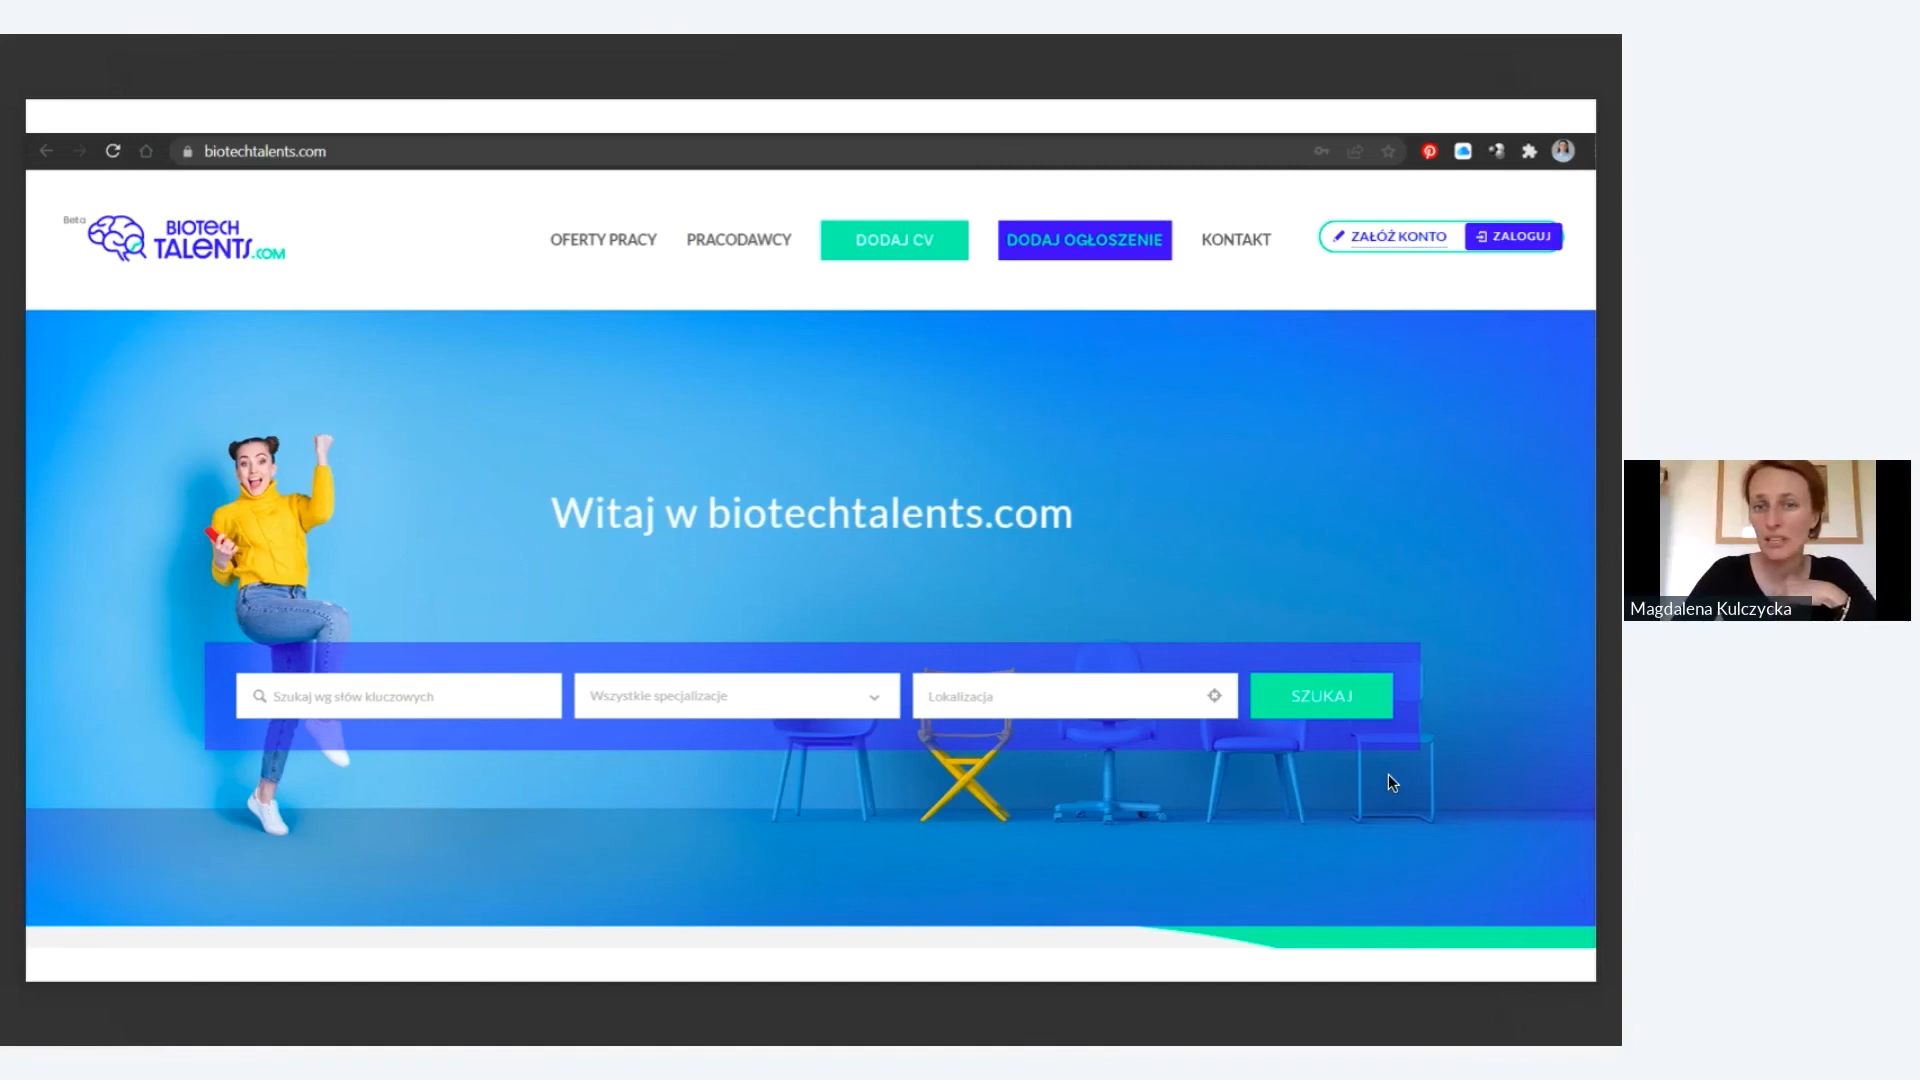 biotechtalents.com
Beta
BIOTECH
TALENTS.COM
OFERTY PRACY
PRACODAWCY
DODAJ CV
DODAJ OGŁOSZENIE
KONTAKT
ZAŁÓŻ KONTO
ZALOGUJ
Witaj w biotechtalents.com
Szukaj wg słów kluczowych
Wszystkie specjalizacje
Lokalizacja
SZUKAJ
Magdalena Kulczycka